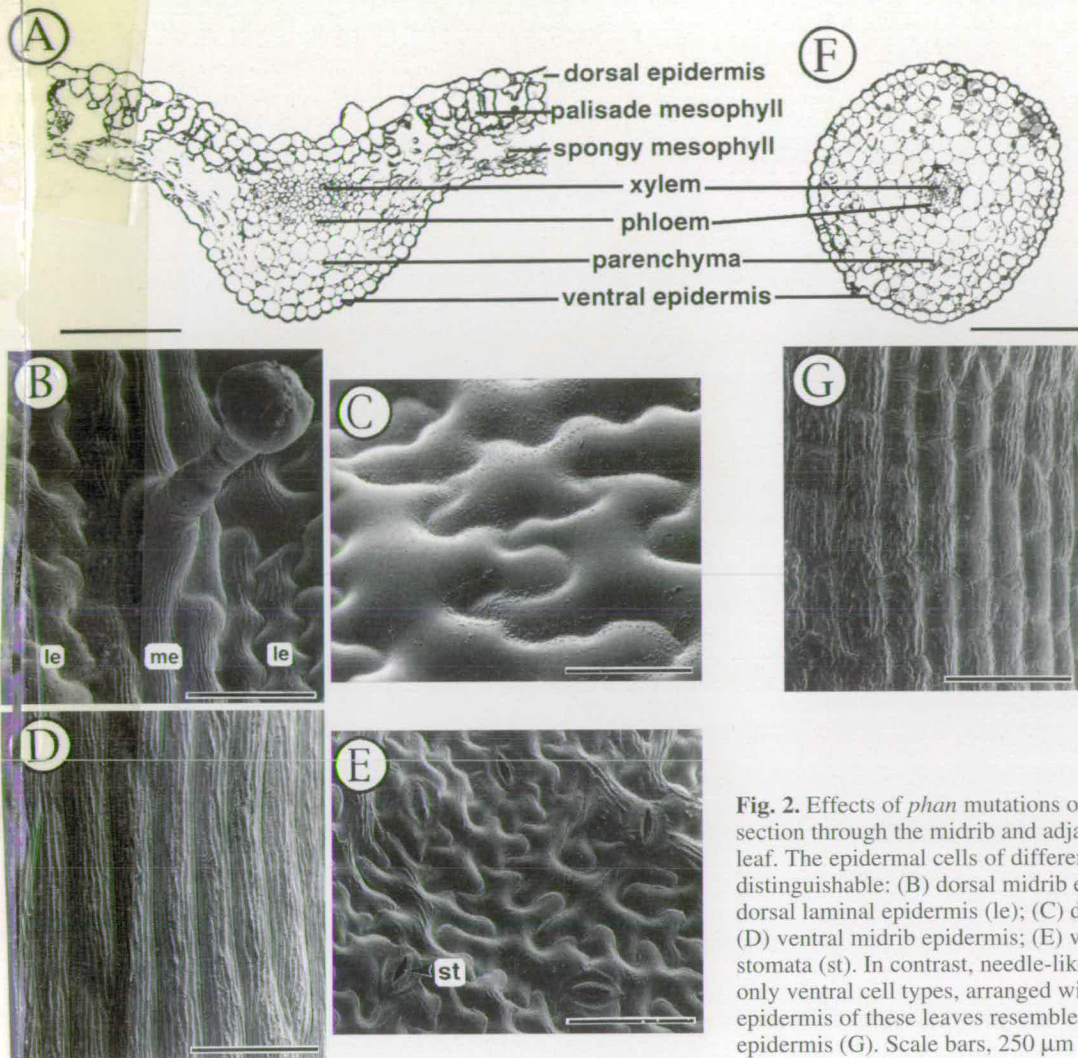 A
F
dorsal epidermis
palisade mesophyll
spongy mesophyll
xylem
phloem
parenchyma
ventral epidermis
B
C
G
le
me
le
D
E
st
Fig. 2. Effects of phan mutations o
section through the midrib and adja
leaf. The epidermal cells of differe
distinguishable: (B) dorsal midrib e
dorsal laminal epidermis (le); (C) d
(D) ventral midrib epidermis; (E) v
stomata (st). In contrast, needle-lik
only ventral cell types, arranged wi
epidermis of these leaves resemble
epidermis (G). Scale bars, 250 μm